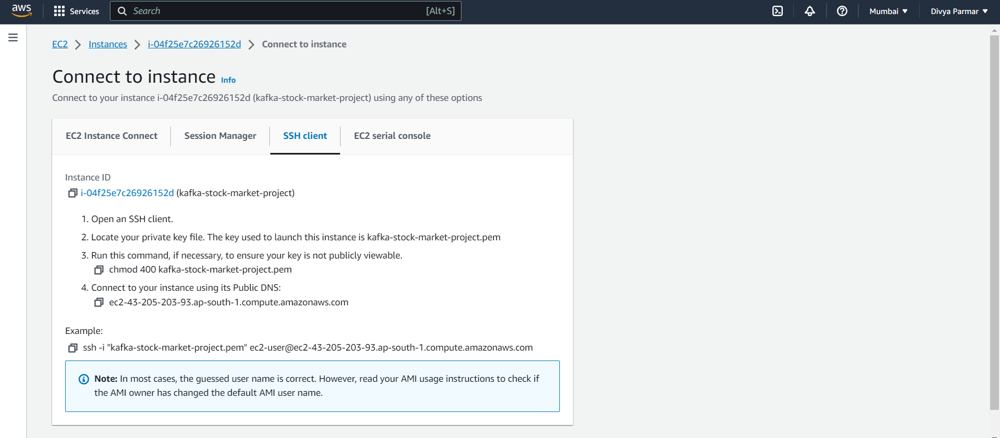 aws Services Search [Alt+S] Mumbai Divya Parmar
EC2 Instances i-04f25e7c26926152d Connect to instance
Connect to instance Info
Connect to your instance i-04f25e7c26926152d (kafka-stock-market-project) using any of these options
EC2 Instance Connect Session Manager SSH client EC2 serial console
Instance ID
i-04f25e7c26926152d (kafka-stock-market-project)
1. Open an SSH client.
2. Locate your private key file. The key used to launch this instance is kafka-stock-market-project.pem
3. Run this command, if necessary, to ensure your key is not publicly viewable.
chmod 400 kafka-stock-market-project.pem
4. Connect to your instance using its Public DNS:
ec2-43-205-203-93.ap-south-1.compute.amazonaws.com
Example:
ssh -i "kafka-stock-market-project.pem" ec2-user@ec2-43-205-203-93.ap-south-1.compute.amazonaws.com
Note: In most cases, the guessed user name is correct. However, read your AMI usage instructions to check if
the AMI owner has changed the default AMI user name.